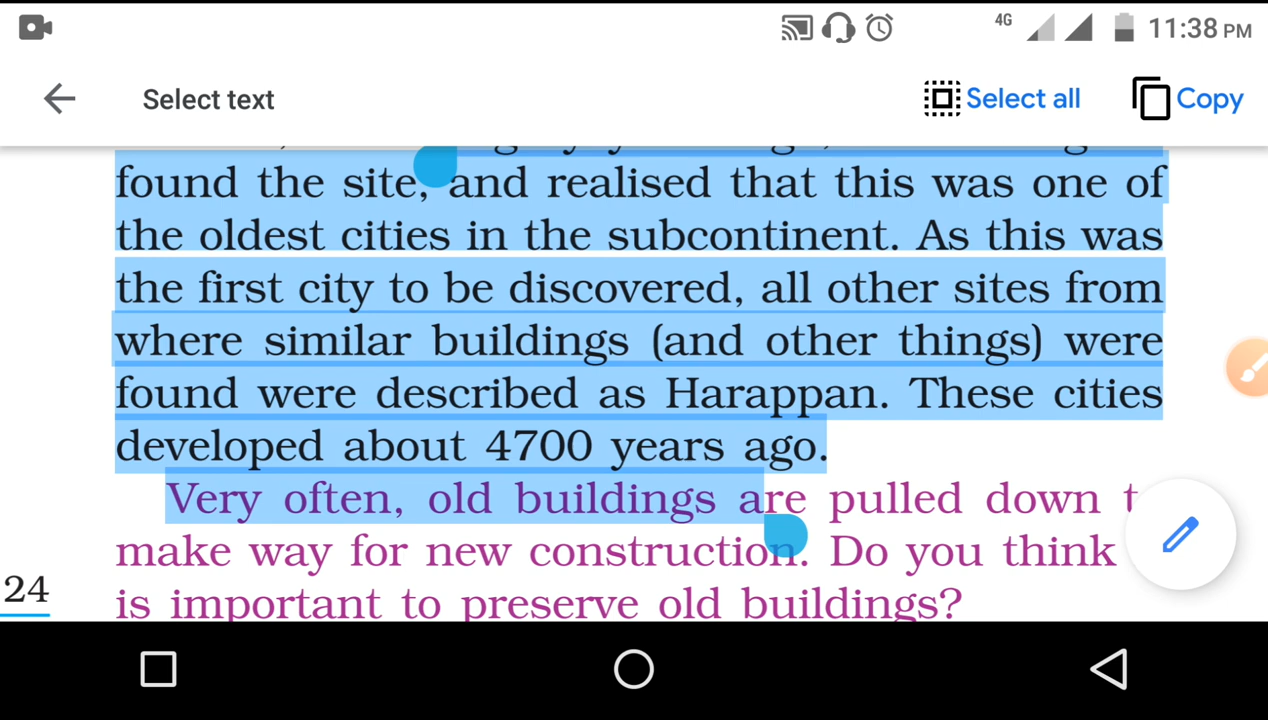 4G 11:38 PM
Select text Select all Copy
found the site, and realised that this was one of
the oldest cities in the subcontinent. As this was
the first city to be discovered, all other sites from
where similar buildings (and other things) were
found were described as Harappan. These cities
developed about 4700 years ago.
Very often, old buildings are pulled down
make way for new construction. Do you think
24
is important to preserve old buildings?